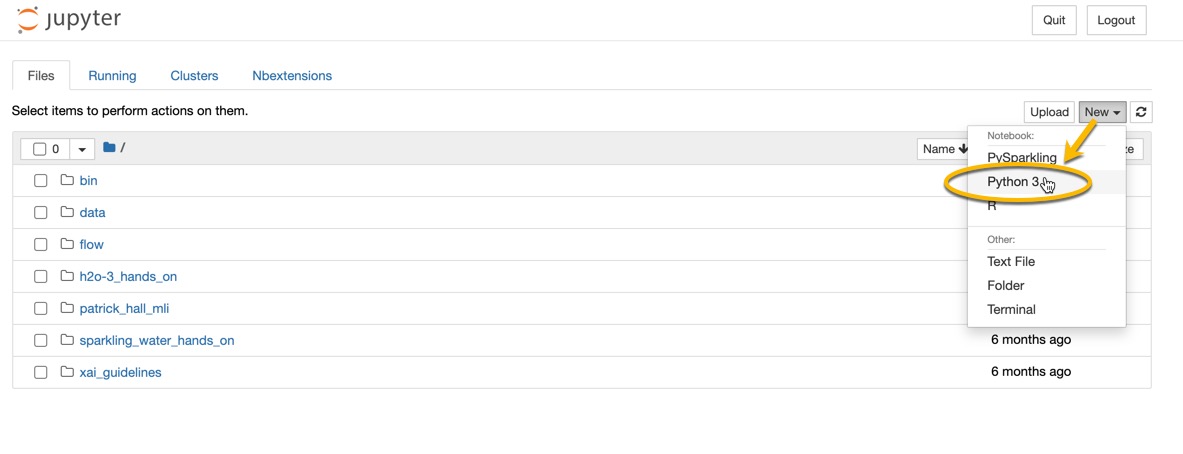 jupyter
Quit Logout
Files Running Clusters Nbextensions
Select items to perform actions on them.
Upload New
0 / Name ze
Notebook:
PySparkling
bin
Python 3
R
data
Other:
flow
Text File
h2o-3_hands_on
Folder
patrick_hall_mli
Terminal
sparkling_water_hands_on 6 months ago
xai_guidelines 6 months ago